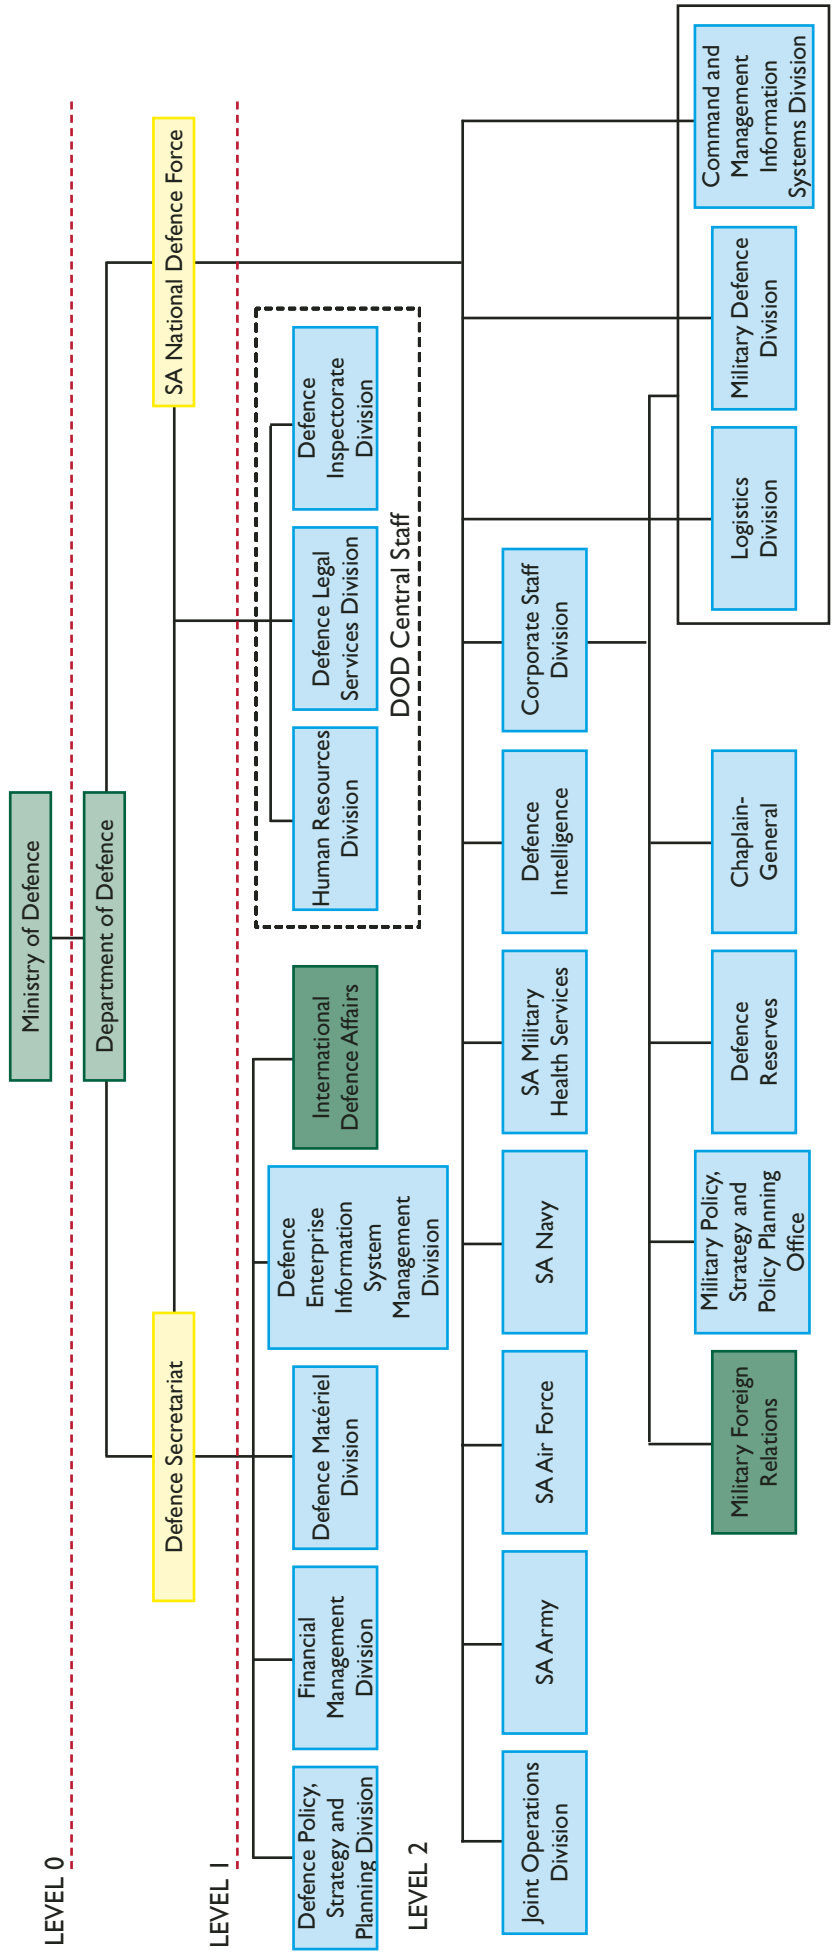 LEVEL 0
Ministry of Defence
Department of Defence
LEVEL 1
Defence Secretariat
SA National Defence Force
LEVEL 2
Defence Policy,
Strategy and
Planning Division
Financial
Management
Division
Defence Matériel
Division
Defence
Enterprise
Information
System
Management
Division
International
Defence Affairs
Human Resources
Division
Defence Legal
Services Division
Defence
Inspectorate
Division
DOD Central Staff
Joint Operations
Division
SA Army
SA Air Force
SA Navy
SA Military
Health Services
Defence
Intelligence
Corporate Staff
Division
Military Foreign
Relations
Military Policy,
Strategy and
Policy Planning
Office
Defence
Reserves
Chaplain-
General
Logistics
Division
Military Defence
Division
Command and
Management
Information
Systems Division